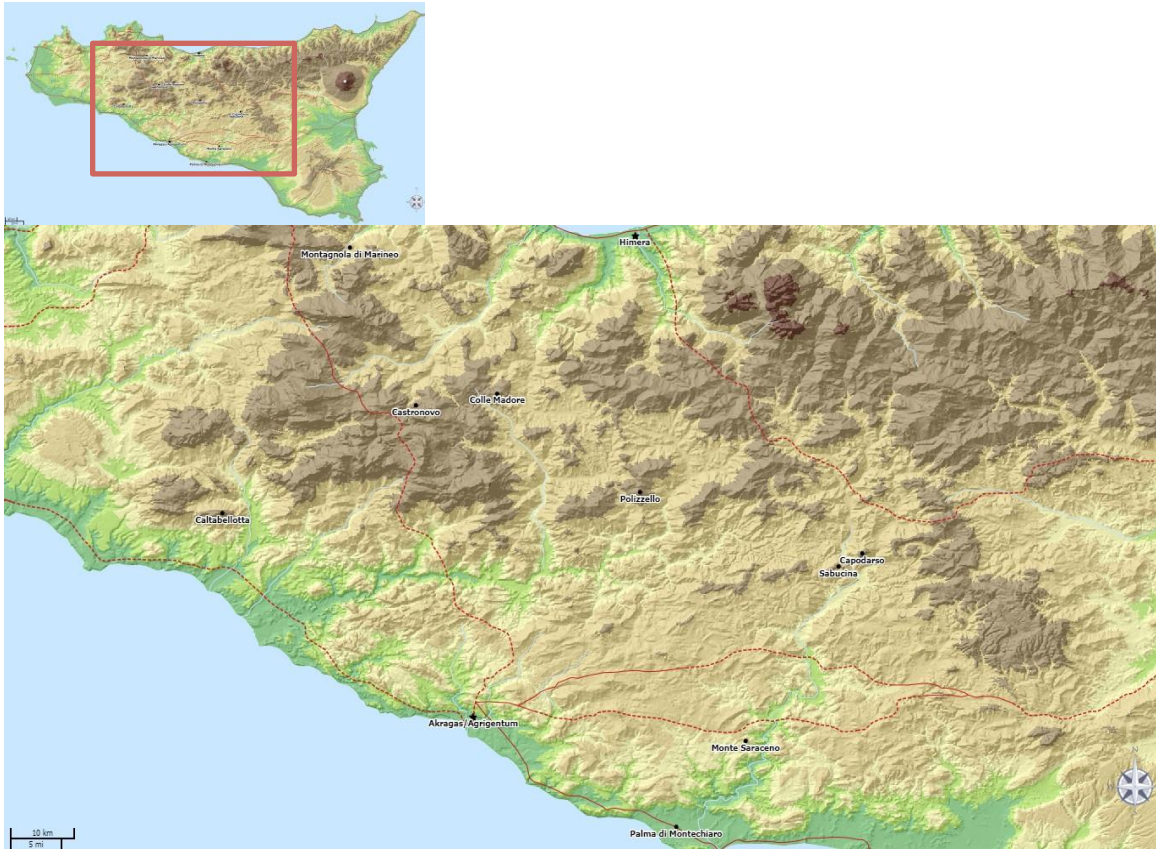 Himera
Montagnola di Marineo
Colle Madore
Castronovo
Polizzello
Caltabellotta
Capodarso
Sabucina
Akragas/Agrigentum
Monte Saraceno
N
10 km
5 mi
Palma di Montechiaro